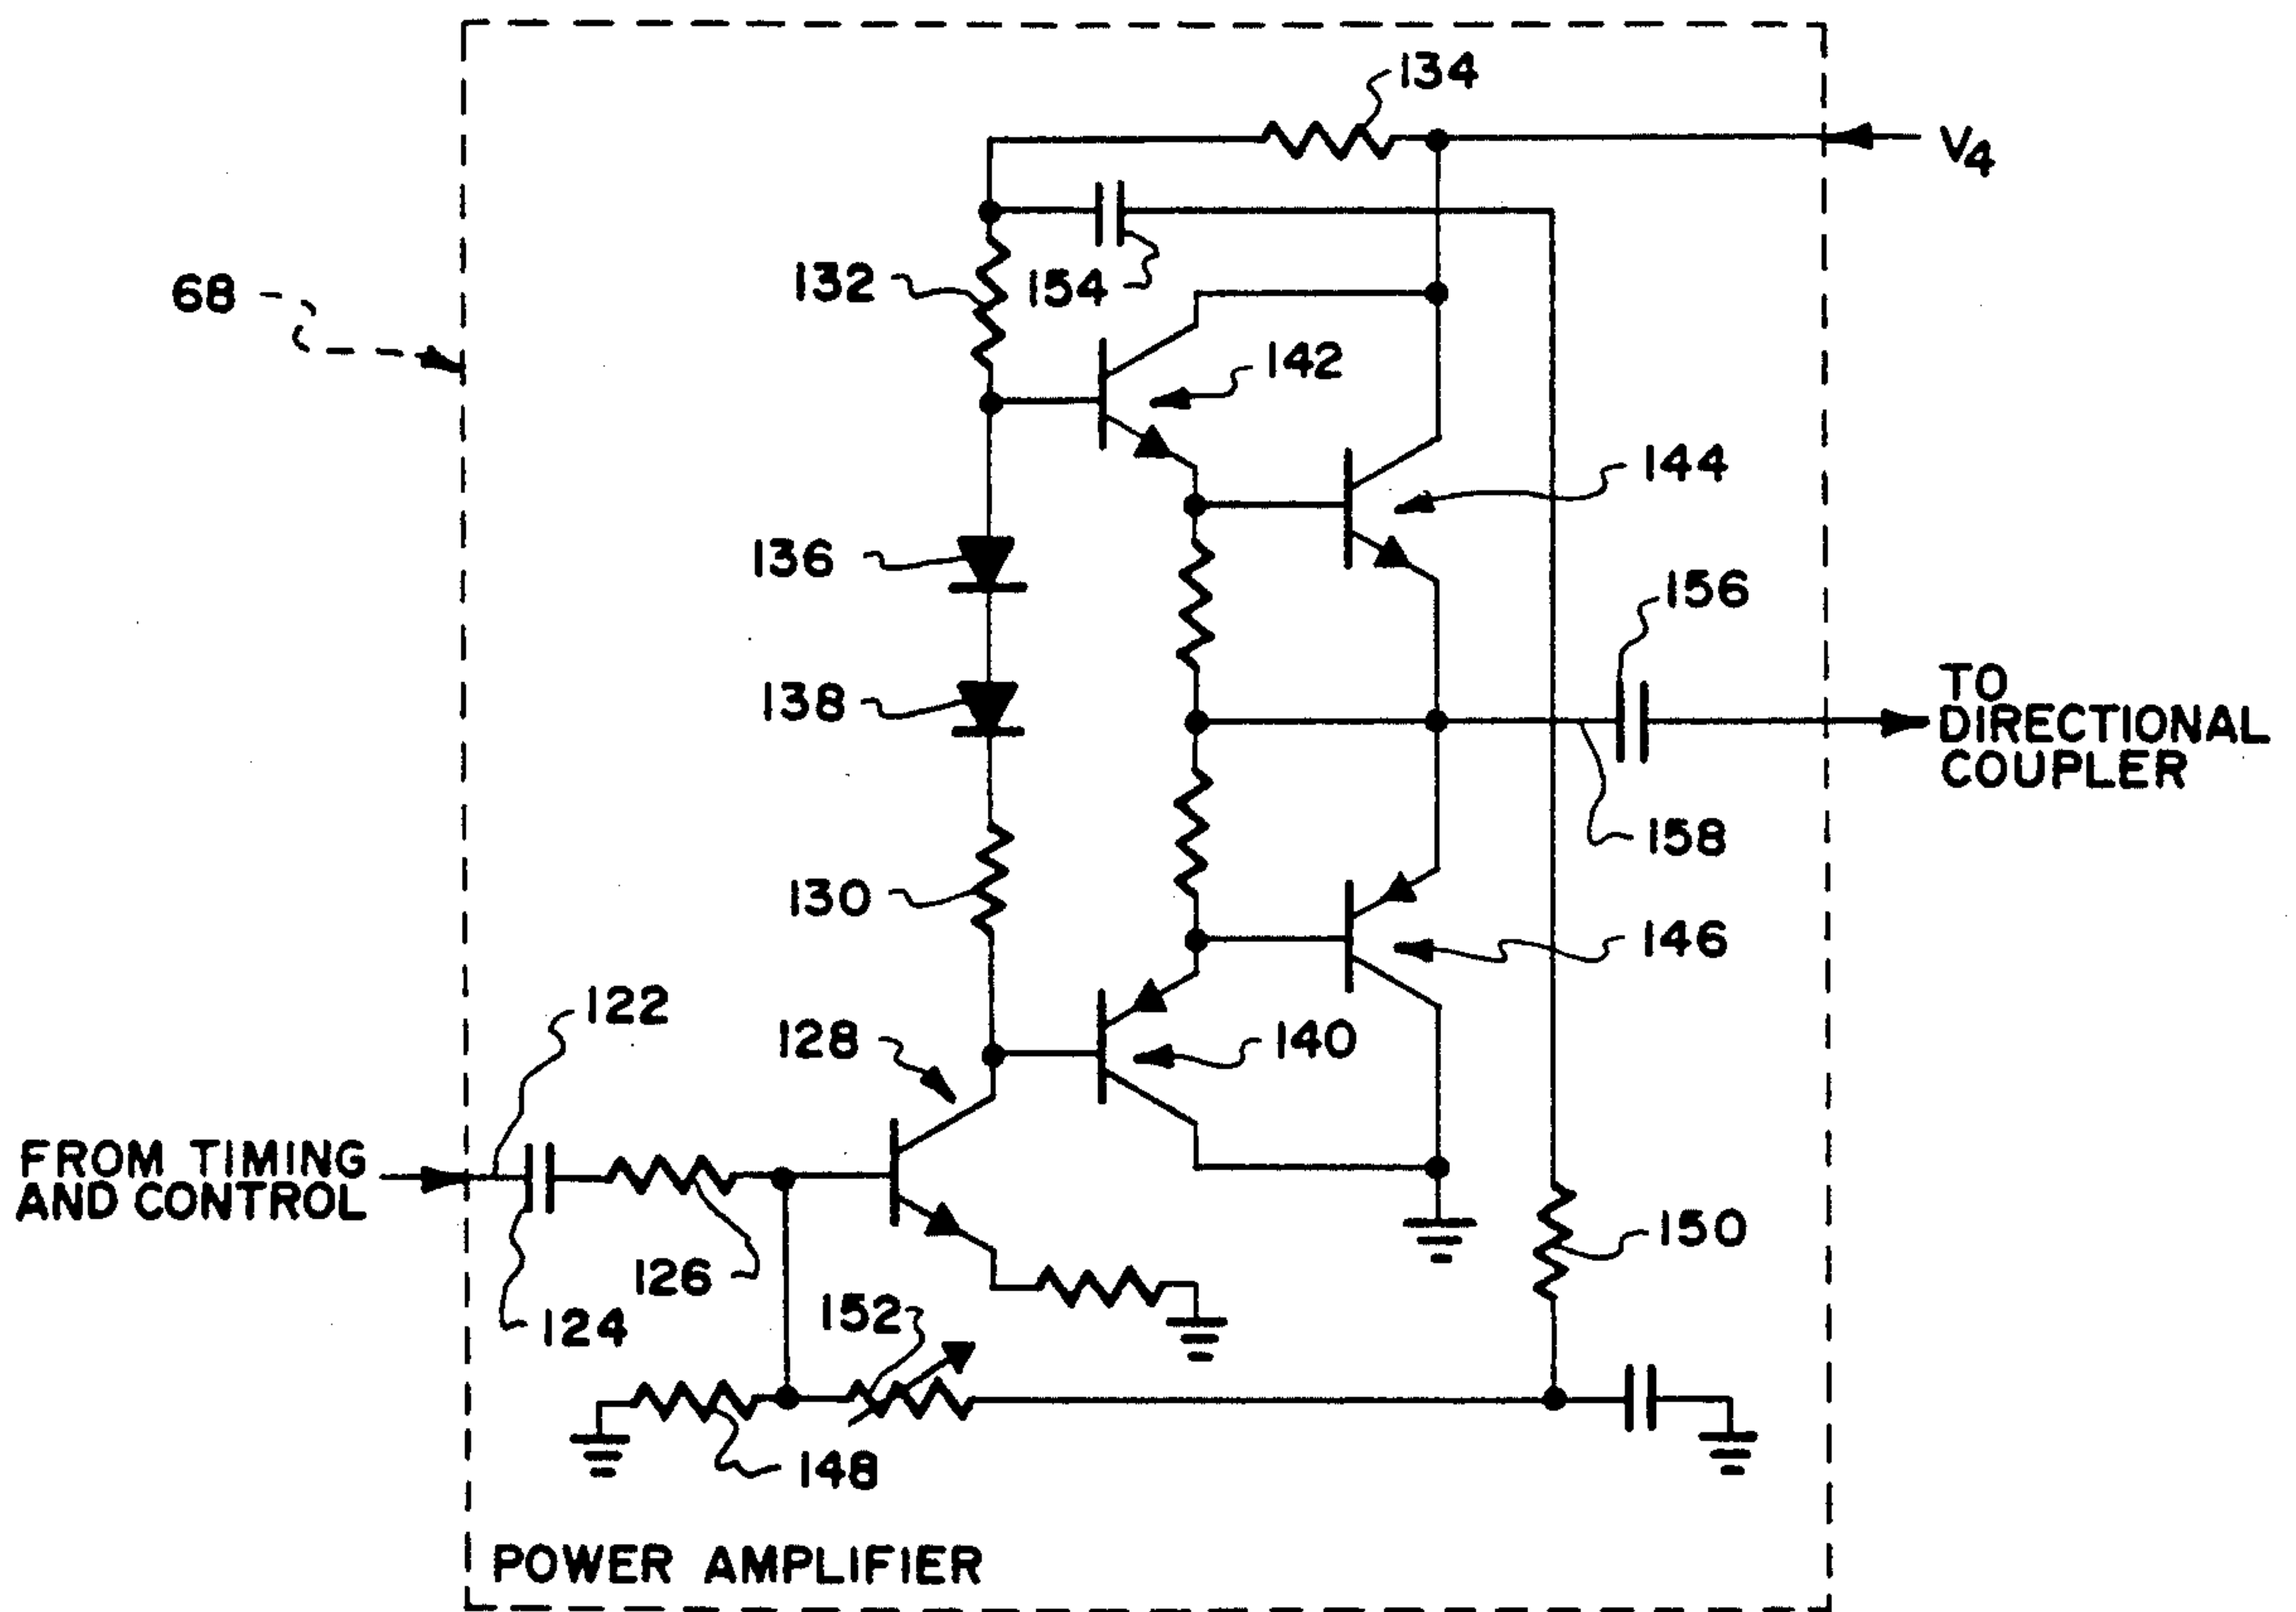 134
V4
132
154
68
142
144
136
156
138
TO
DIRECTIONAL
COUPLER
158
130
146
122
128
140
FROM TIMING
AND CONTROL
126
150
124
152
148
POWER AMPLIFIER